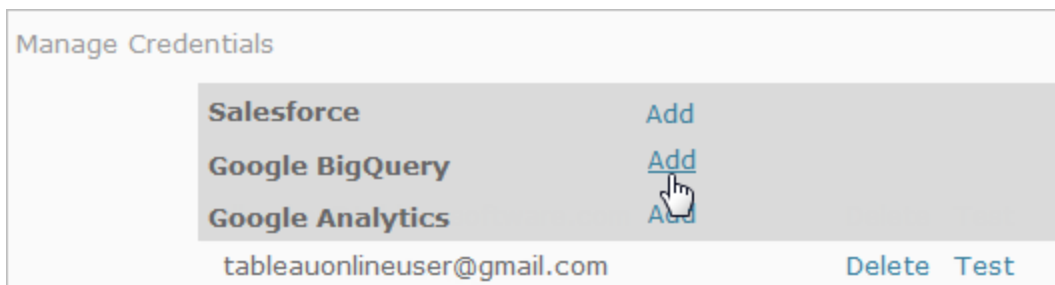 Manage Credentials
Salesforce Add
Google BigQuery Add
Google Analytics Add
tableauonlineuser@gmail.com Delete Test